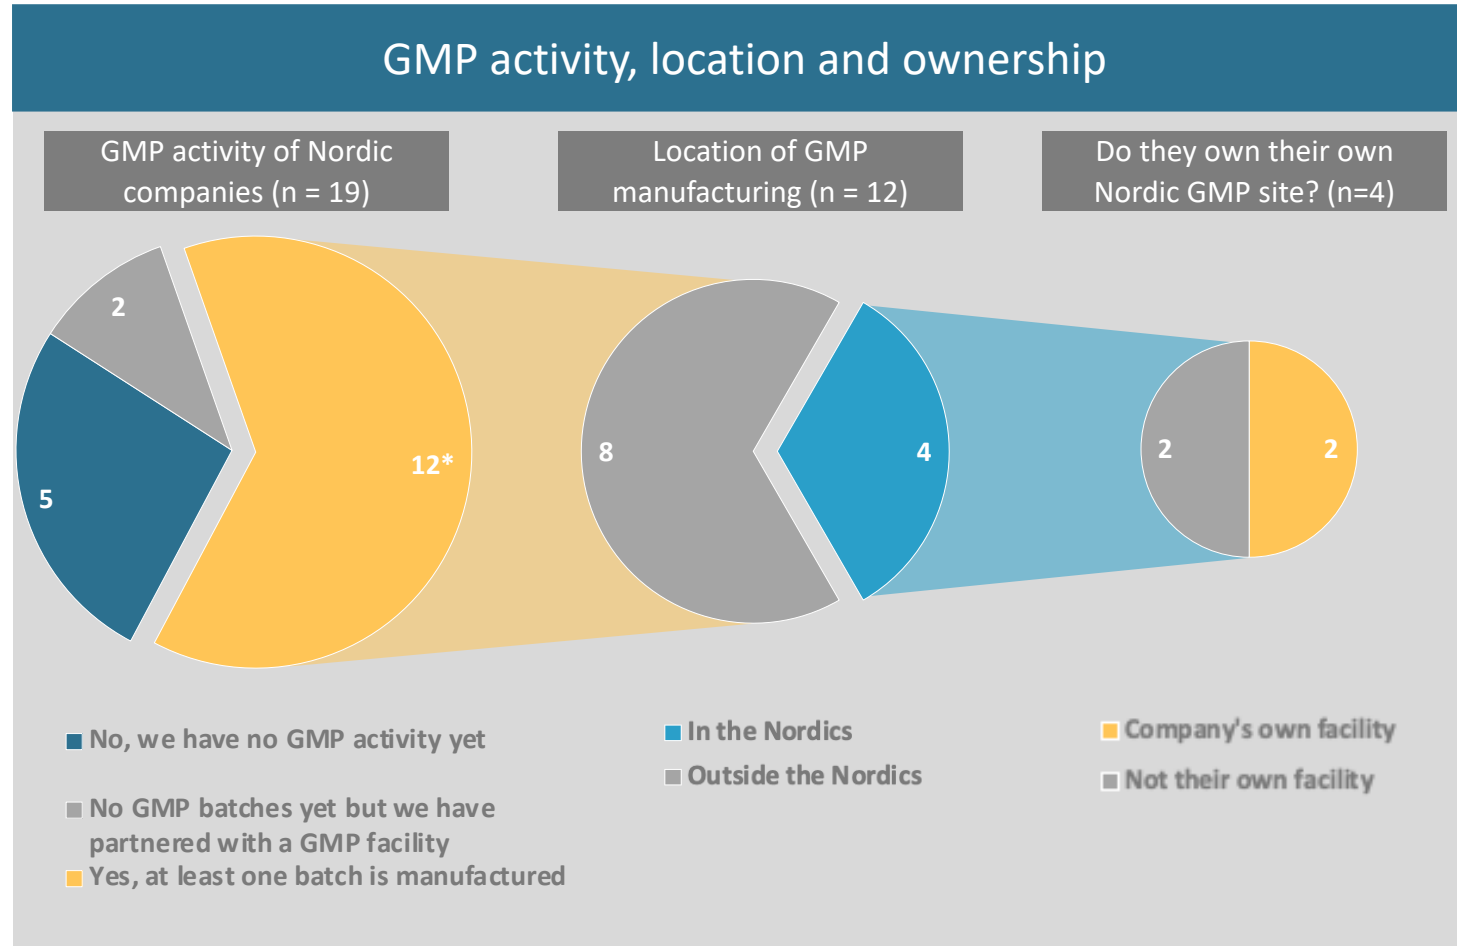 GMP activity, location and ownership
GMP activity of Nordic
companies (n = 19)
Location of GMP
manufacturing (n = 12)
Do they own their own
Nordic GMP site? (n=4)
2
12*
5
8
4
2
2
No, we have no GMP activity yet
No GMP batches yet but we have
partnered with a GMP facility
Yes, at least one batch is manufactured
In the Nordics
Outside the Nordics
Company's own facility
Not their own facility